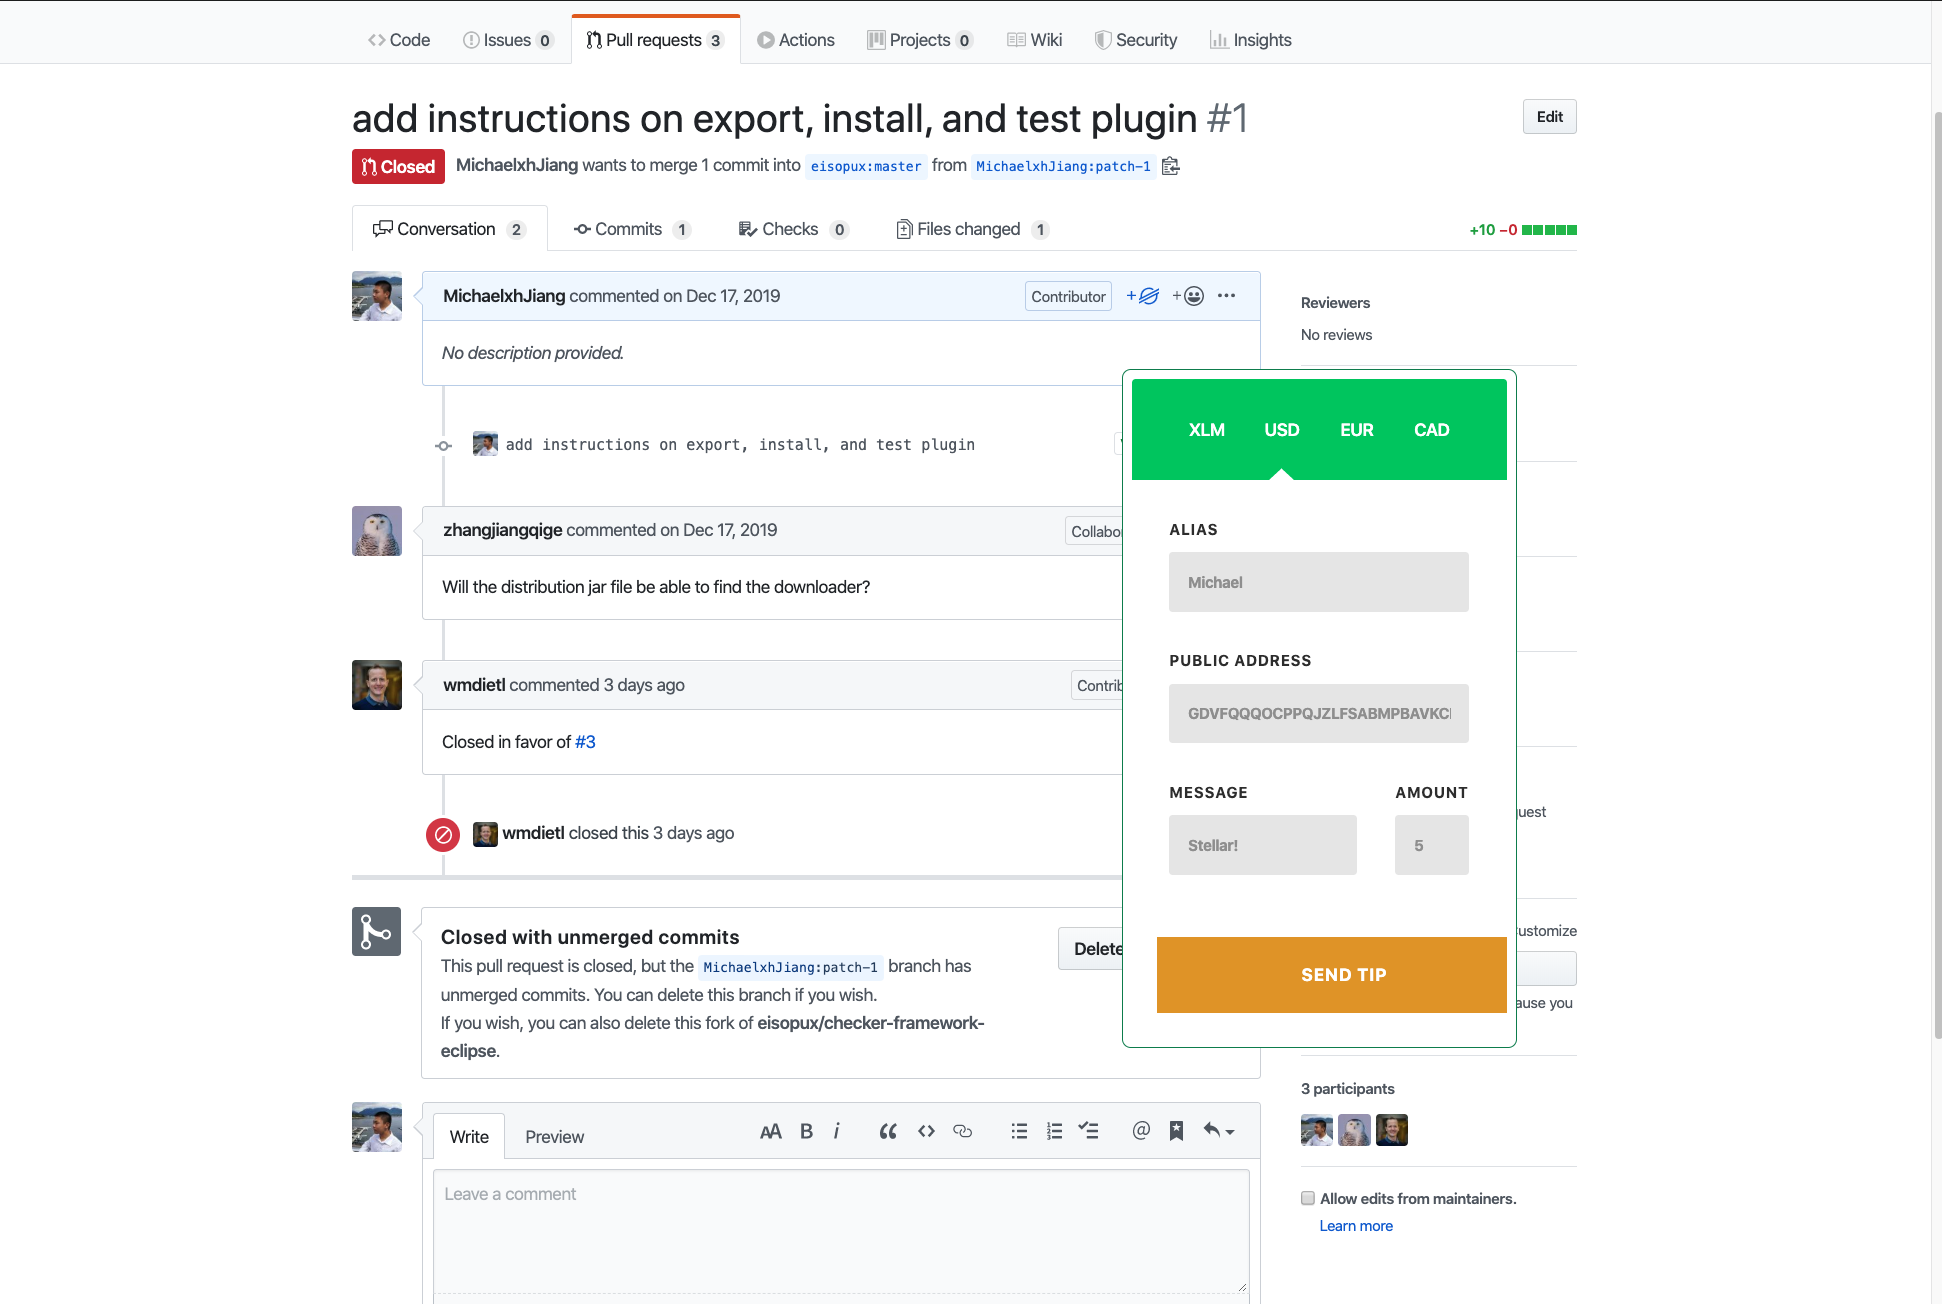 Code Issues 0 Pull requests 3 Actions Projects 0 Wiki Security Insights
add instructions on export, install, and test plugin #1
Edit
Closed MichaelxhJiang wants to merge 1 commit into eisopux:master from MichaelxhJiang:patch-1
Conversation 2 Commits 1 Checks 0 Files changed 1
+10 −0
MichaelxhJiang commented on Dec 17, 2019 Contributor
No description provided.
add instructions on export, install, and test plugin
zhangjiangqige commented on Dec 17, 2019 Collabo
Will the distribution jar file be able to find the downloader?
wmdietl commented 3 days ago Contrib
Closed in favor of #3
wmdietl closed this 3 days ago
Closed with unmerged commits
This pull request is closed, but the MichaelxhJiang:patch-1 branch has
unmerged commits. You can delete this branch if you wish.
If you wish, you can also delete this fork of eisopux/checker-framework-
eclipse.
Delete
Write Preview
AA B i
Leave a comment
Reviewers
No reviews
XLM USD EUR CAD
ALIAS
Michael
PUBLIC ADDRESS
GDVFQQQOCPPQJZLFSABMPBAVKC
MESSAGE AMOUNT
Stellar! 5
SEND TIP
uest
ustomize
ause you
3 participants
Allow edits from maintainers.
Learn more